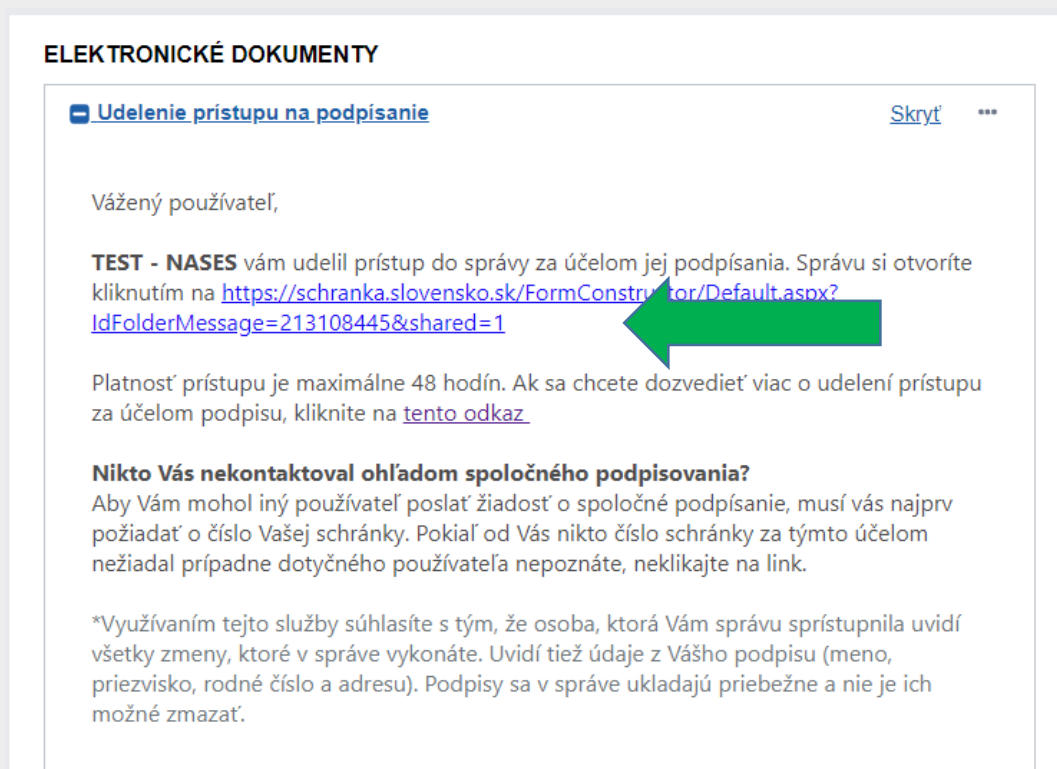 ELEKTRONICKÉ DOKUMENTY
Udelenie prístupu na podpísanie Skryť ...
Vážený používateľ,
TEST - NASES vám udelil prístup do správy za účelom jej podpísania. Správu si otvoríte
kliknutím na https://schranka.slovensko.sk/FormConstructor/Default.aspx?
IdFolderMessage=213108445&shared=1
Platnosť prístupu je maximálne 48 hodín. Ak sa chcete dozvedieť viac o udelení prístupu
za účelom podpisu, kliknite na tento odkaz
Nikto Vás nekontaktoval ohľadom spoločného podpisovania?
Aby Vám mohol iný používateľ poslať žiadosť o spoločné podpísanie, musí vás najprv
požiadať o číslo Vašej schránky. Pokiaľ od Vás nikto číslo schránky za týmto účelom
nežiadal prípadne dotyčného používateľa nepoznáte, neklikajte na link.
*Využívaním tejto služby súhlasíte s tým, že osoba, ktorá Vám správu sprístupnila uvidí
všetky zmeny, ktoré v správe vykonáte. Uvidí tiež údaje z Vášho podpisu (meno,
priezvisko, rodné číslo a adresu). Podpisy sa v správe ukladajú priebežne a nie je ich
možné zmazať.